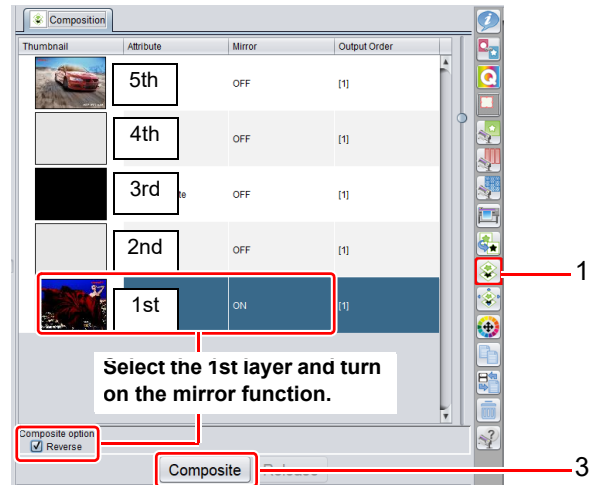 Composition
Thumbnail Attribute Mirror Output Order
5th OFF [1]
4th OFF [1]
3rd te OFF [1]
2nd OFF [1]
1st ON [1]
1
Select the 1st layer and turn
on the mirror function.
Composite option
Reverse
Composite
3